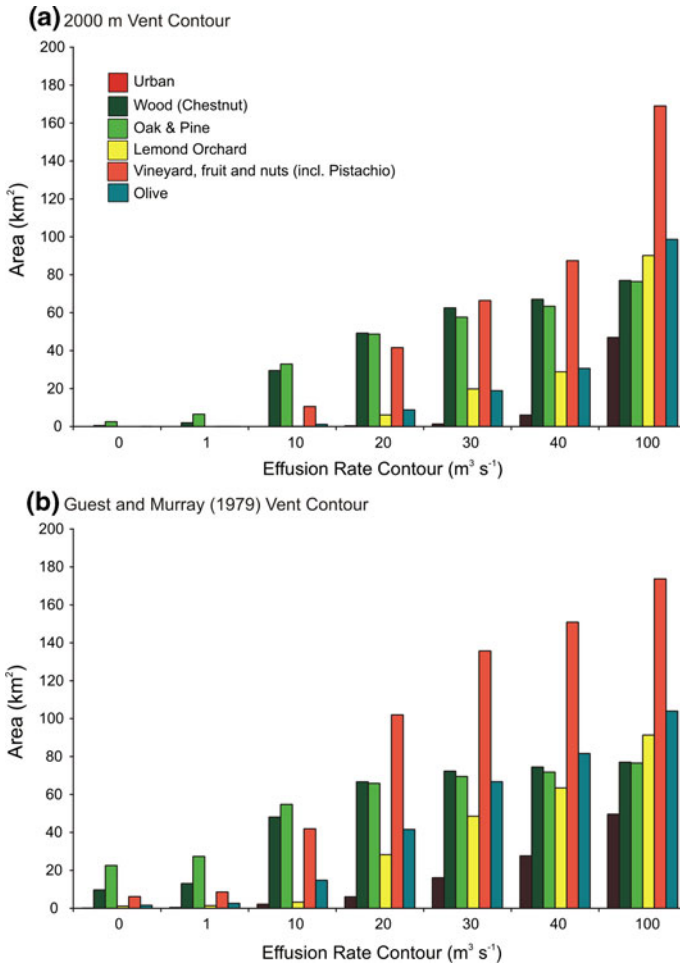 (a) 2000 m Vent Contour
200
180
160
140
120
100
80
60
40
20
0
Area (km²)
Urban
Wood (Chestnut)
Oak & Pine
Lemond Orchard
Vineyard, fruit and nuts (incl. Pistachio)
Olive
0 1 10 20 30 40 100
Effusion Rate Contour (m³ s⁻¹)
(b) Guest and Murray (1979) Vent Contour
200
180
160
140
120
100
80
60
40
20
0
Area (km²)
0 1 10 20 30 40 100
Effusion Rate Contour (m³ s⁻¹)